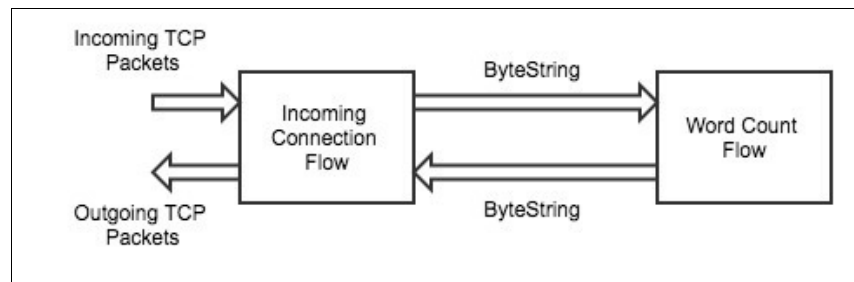 Incoming TCP
Packets
ByteString
Incoming
Connection
Flow
Word Count
Flow
Outgoing TCP
Packets
ByteString